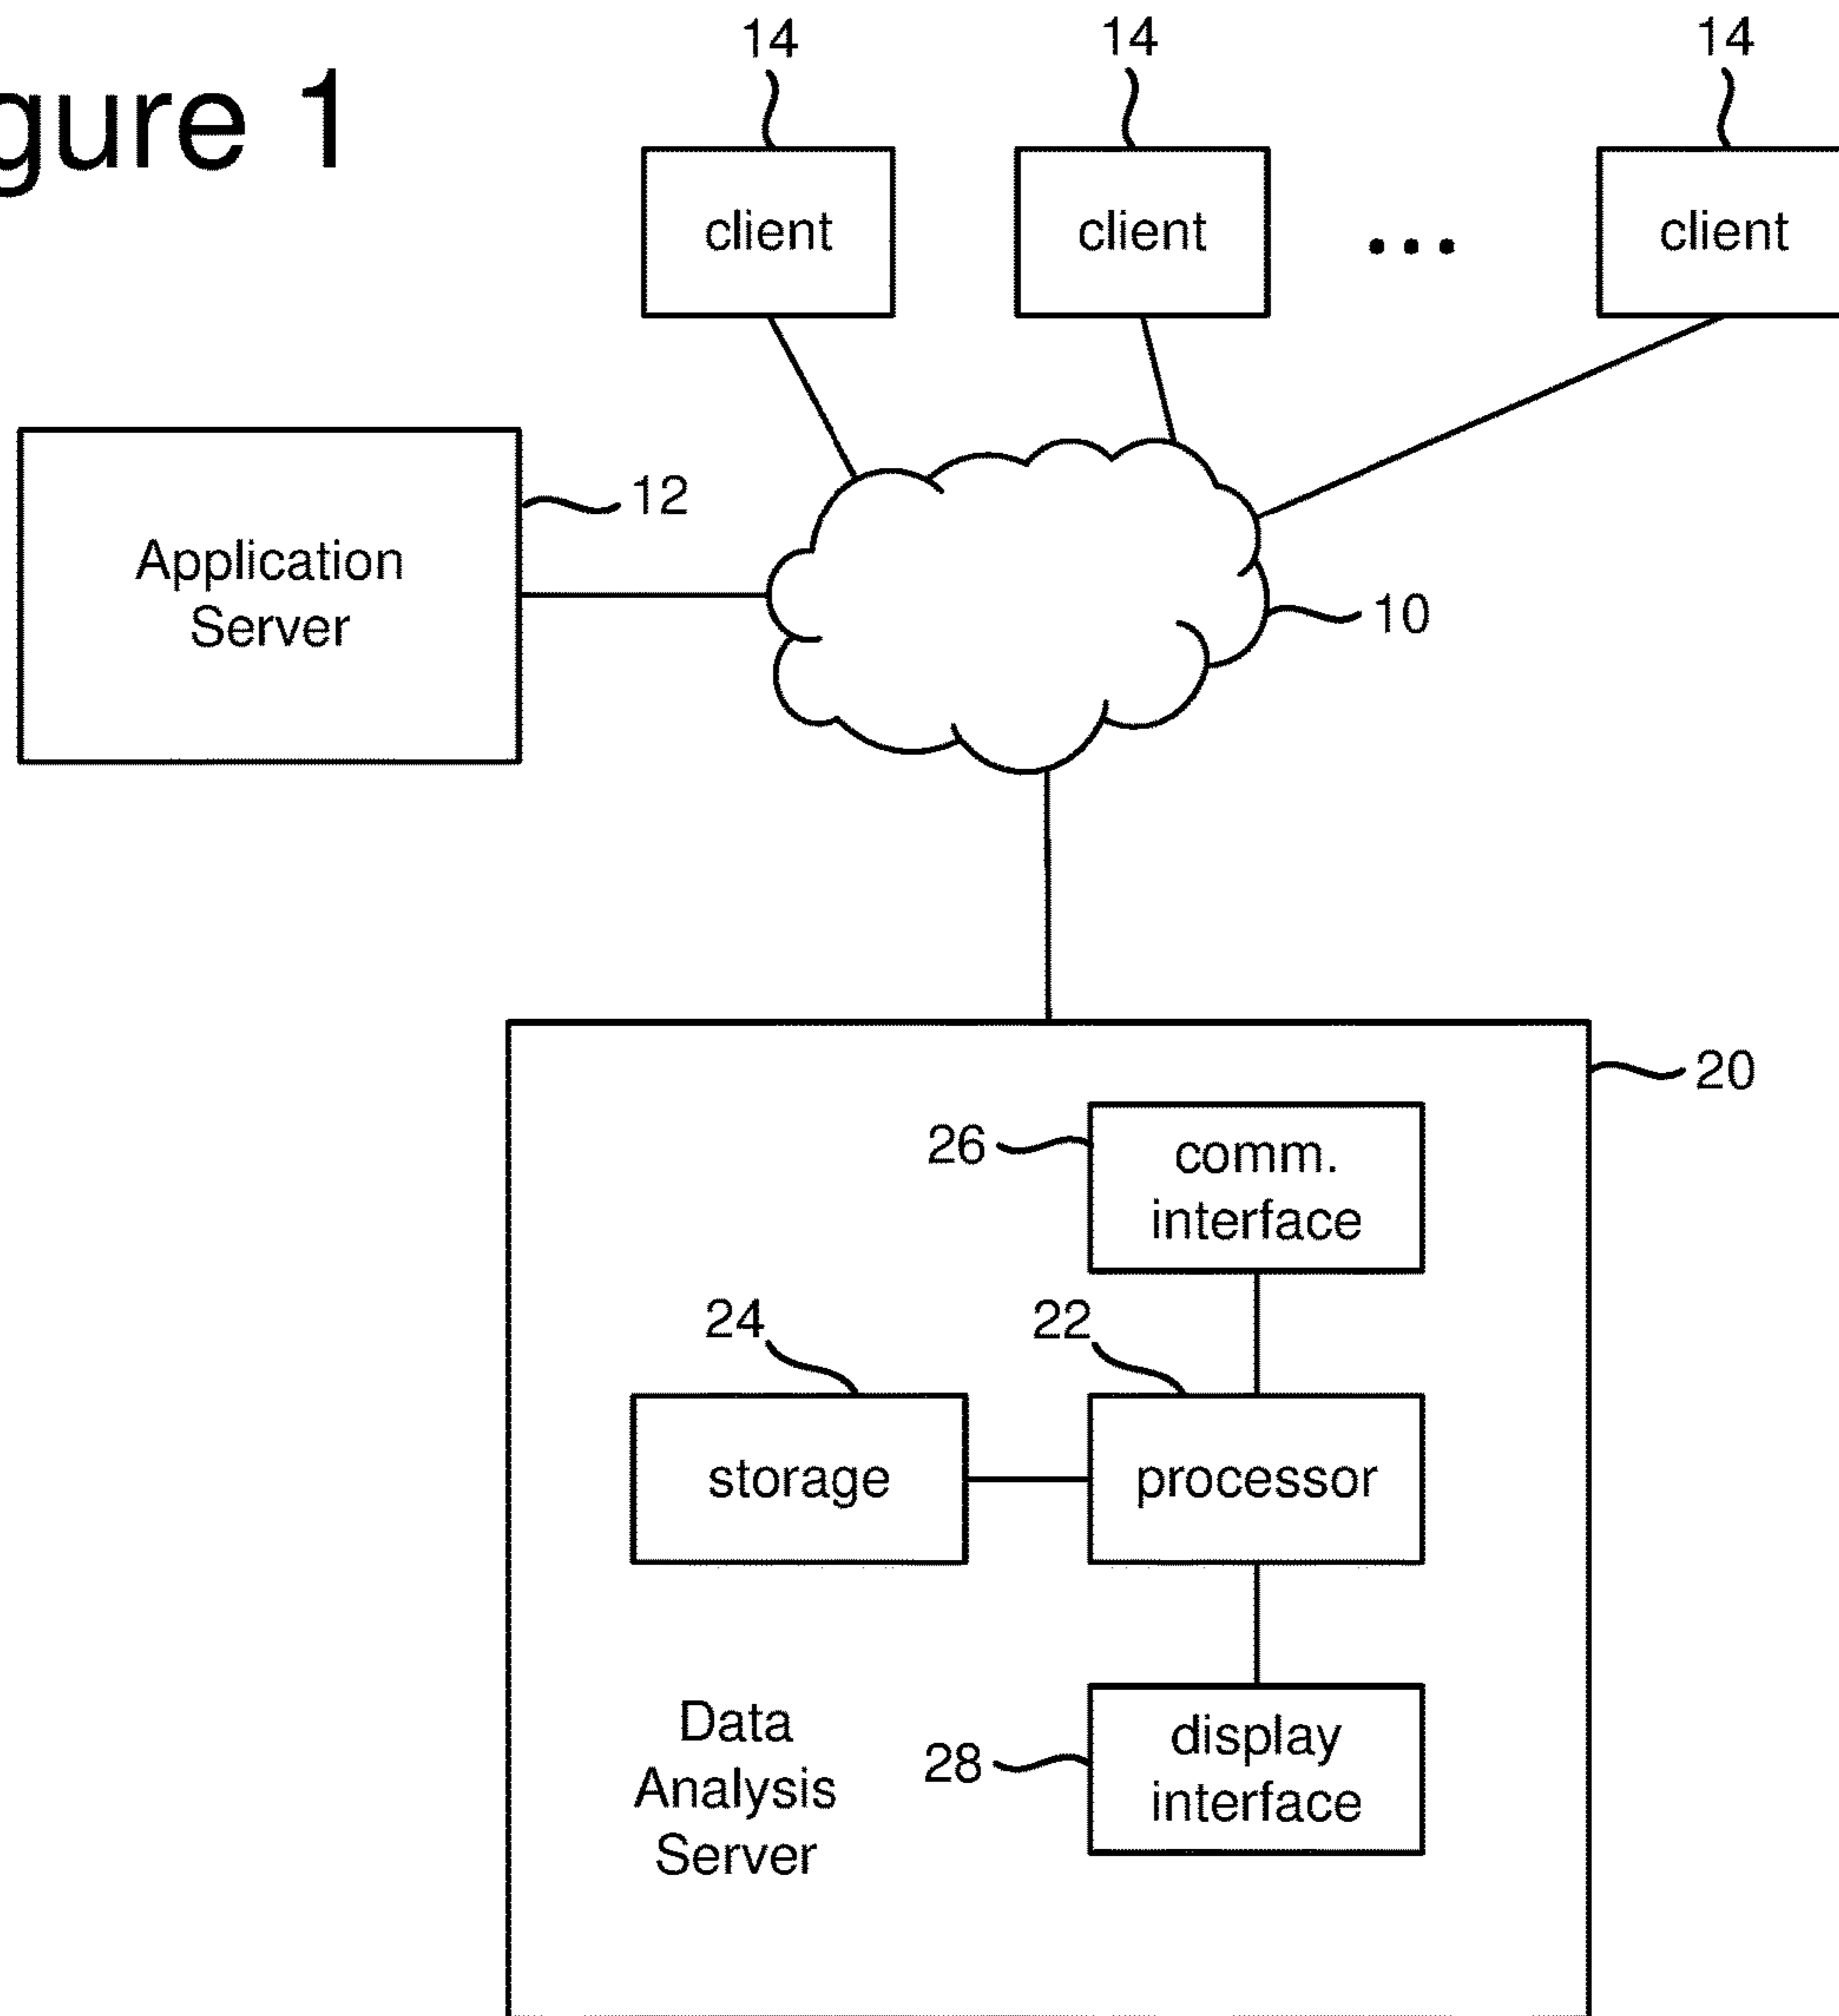 gure 1
14
14
14
client
client
...
client
12
Application
Server
10
20
26
comm.
interface
24
22
storage
processor
Data
Analysis
Server
28
display
interface